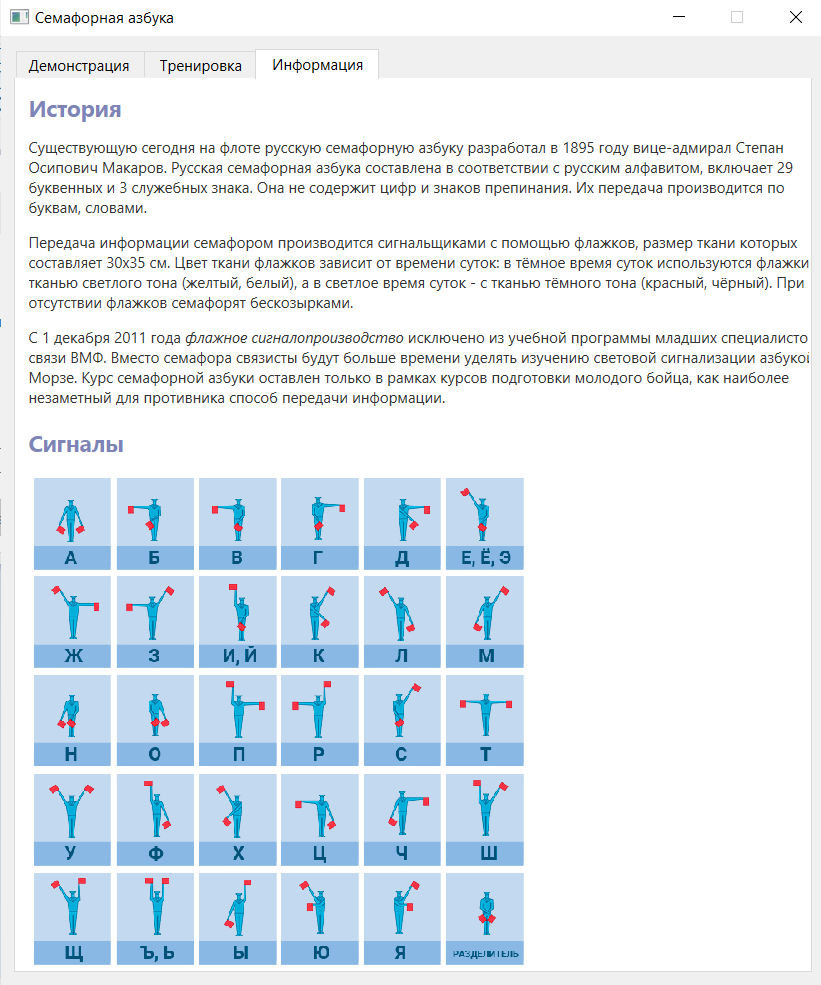 Семафорная азбука
Демонстрация Тренировка Информация
История
Существующую сегодня на флоте русскую семафорную азбуку разработал в 1895 году вице-адмирал Степан
Осипович Макаров. Русская семафорная азбука составлена в соответствии с русским алфавитом, включает 29
буквенных и 3 служебных знака. Она не содержит цифр и знаков препинания. Их передача производится по
буквам, словами.
Передача информации семафором производится сигнальщиками с помощью флажков, размер ткани которых
составляет 30х35 см. Цвет ткани флажков зависит от времени суток: в тёмное время суток используются флажки
тканью светлого тона (желтый, белый), а в светлое время суток - с тканью тёмного тона (красный, чёрный). При
отсутствии флажков семафорят бескозырками.
С 1 декабря 2011 года флажное сигналопроизводство исключено из учебной программы младших специалисто
связи ВМФ. Вместо семафора связисты будут больше времени уделять изучению световой сигнализации азбукой
Морзе. Курс семафорной азбуки оставлен только в рамках курсов подготовки молодого бойца, как наиболее
незаметный для противника способ передачи информации.
Сигналы
А Б В Г Д Е, Ё, Э
Ж З И, Й К Л М
Н О П Р С Т
У Ф Х Ц Ч Ш
Щ Ъ, Ь Ы Ю Я РАЗДЕЛИТЕЛЬ